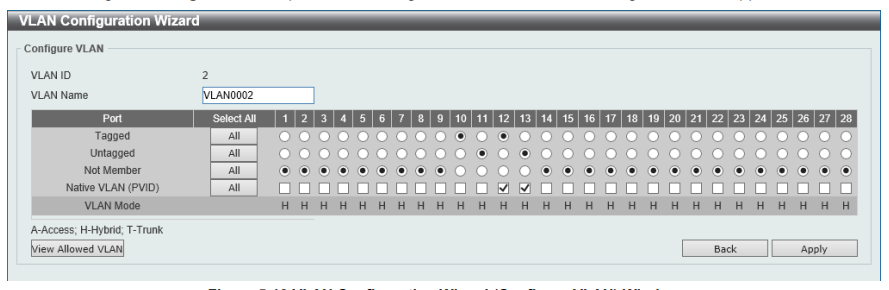 VLAN Configuration Wizard
Configure VLAN
VLAN ID 2
VLAN Name VLAN0002
Port Select All 1 2 3 4 5 6 7 8 9 10 11 12 13 14 15 16 17 18 19 20 21 22 23 24 25 26 27 28
Tagged All
Untagged All
Not Member All
Native VLAN (PVID) All
VLAN Mode H H H H H H H H H H H H H H H H H H H H H H H H H H H H
A-Access; H-Hybrid; T-Trunk
View Allowed VLAN Back Apply